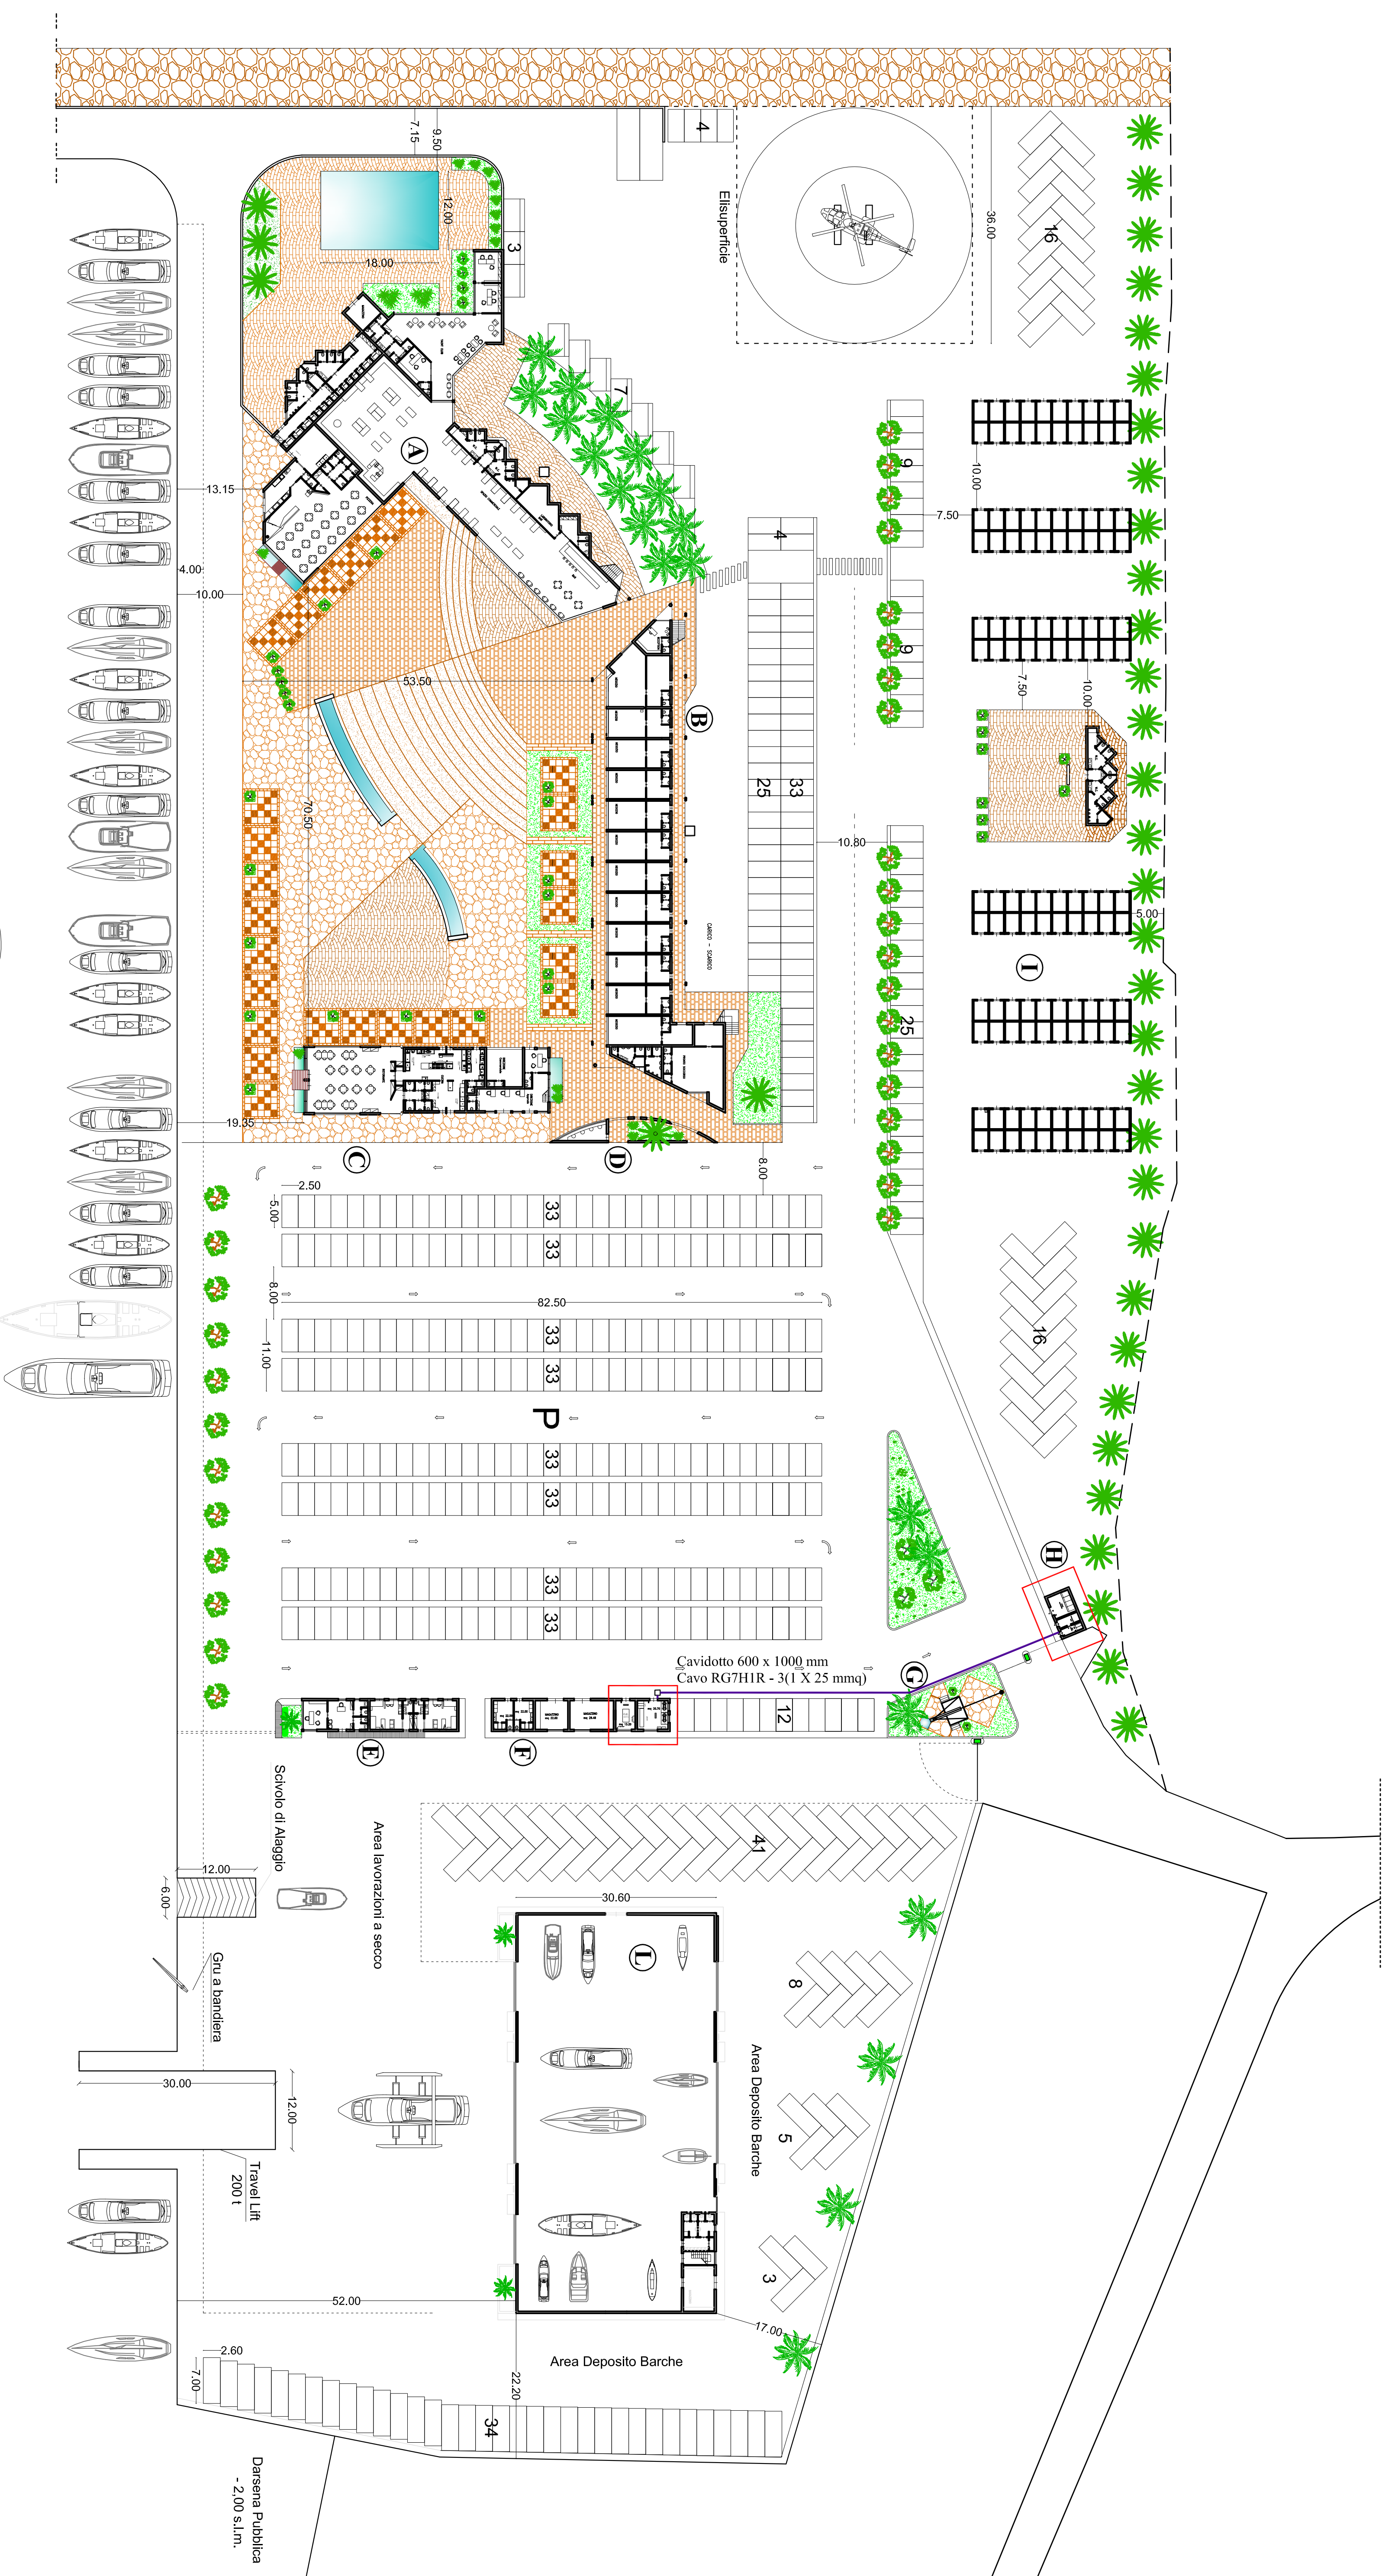 4
7.15
9.50
12.00
18.00
3
Elisuperficie
36.00
16
7
A
13.15
4.00
10.00
9
10.00
7.50
4
9
7.50
10.00
53.50
B
25
33
70.50
10.80
CARICO - SCARICO
5.00
I
25
19.35
C
D
8.00
2.50
5.00
33
33
8.00
82.50
11.00
33
33
16
P
33
33
33
33
H
Cavidotto 600 x 1000 mm
Cavo RG7H1R - 3(1 X 25 mmq)
G
12
E
F
Scivolo di Alaggio
12.00
6.00
Area lavorazioni a secco
41
30.60
L
8
Gru a bandiera
30.00
12.00
Travel Lift
200 t
Area Deposito Barche
5
3
52.00
17.00
Area Deposito Barche
2.60
7.00
22.20
34
Darsena Pubblica
- 2,00 s.l.m.